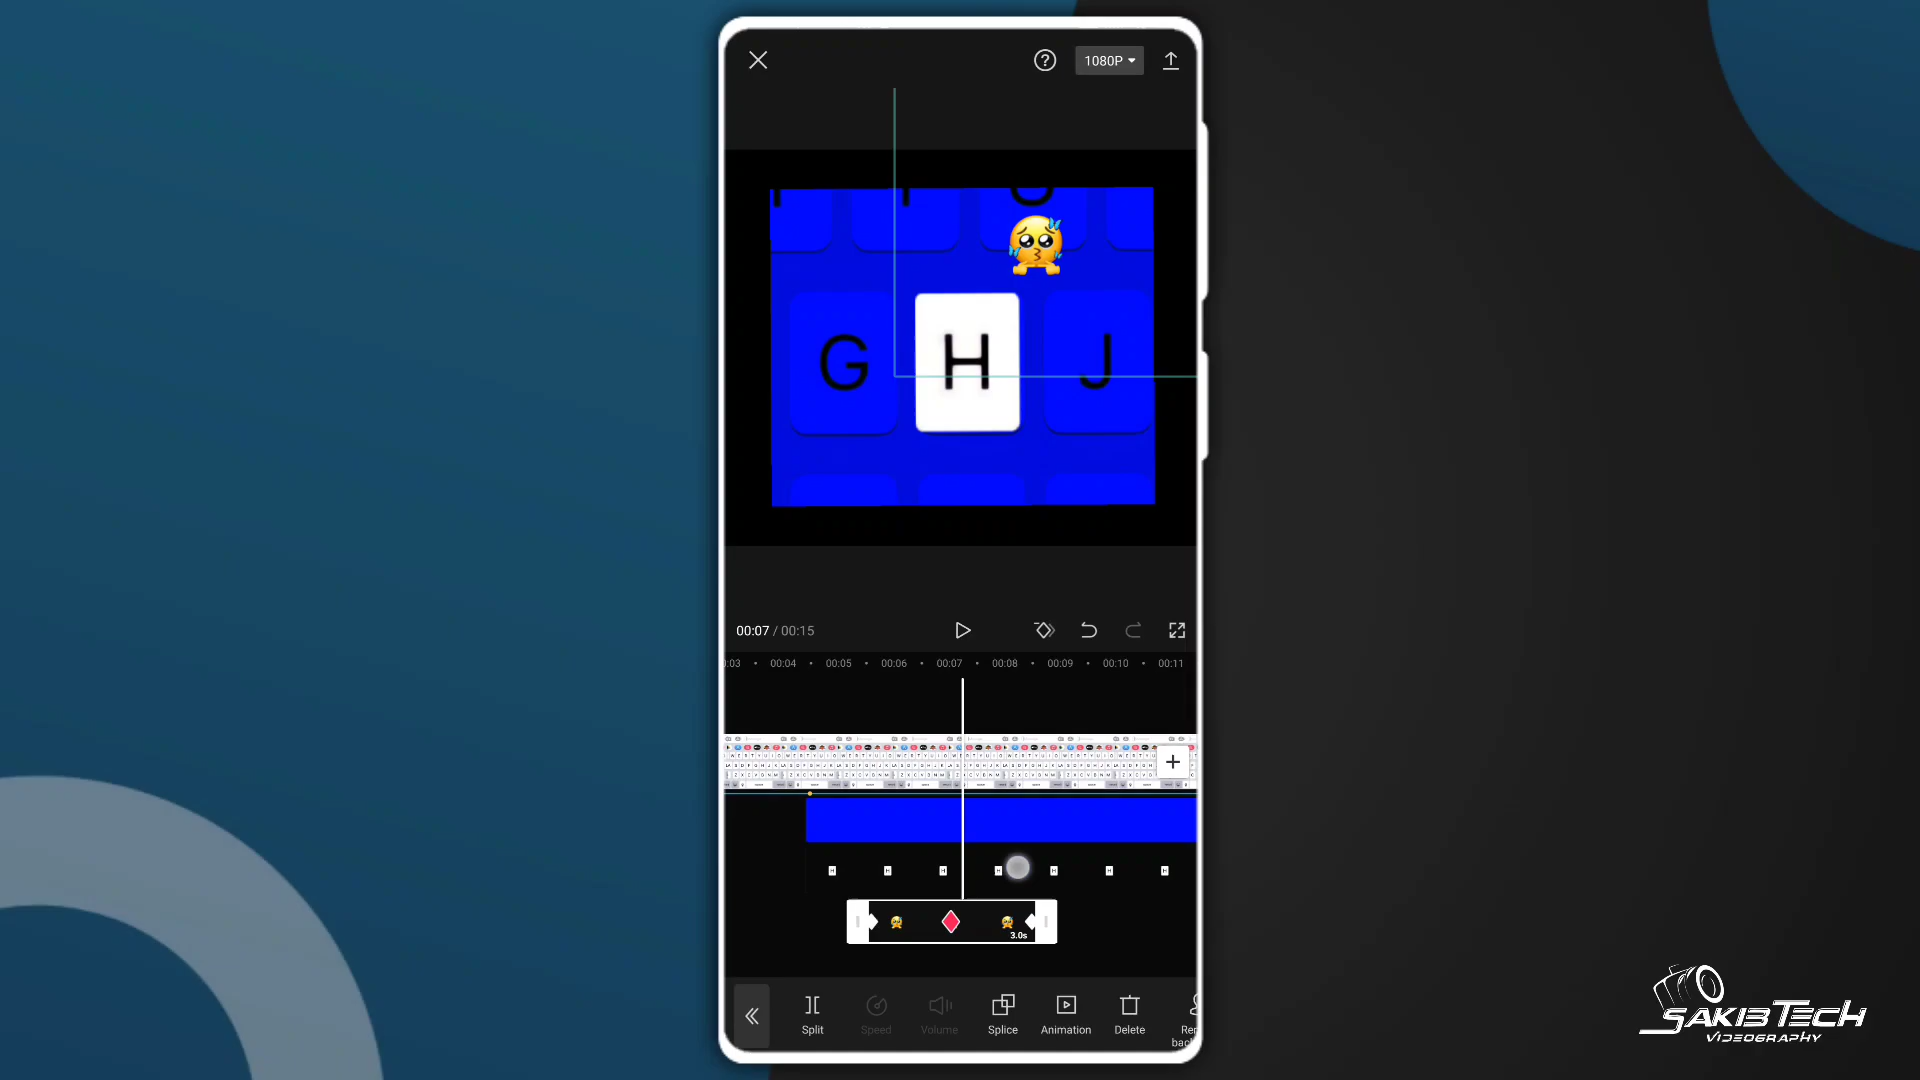 1080P
G H J
00:07 / 00:15
:03 00:04 00:05 00:06 00:07 00:08 00:09 00:10 00:11
H H H H H H H
3.0s
Split Speed Volume Splice Animation Delete
SAKIB TECH
VIDEOGRAPHY